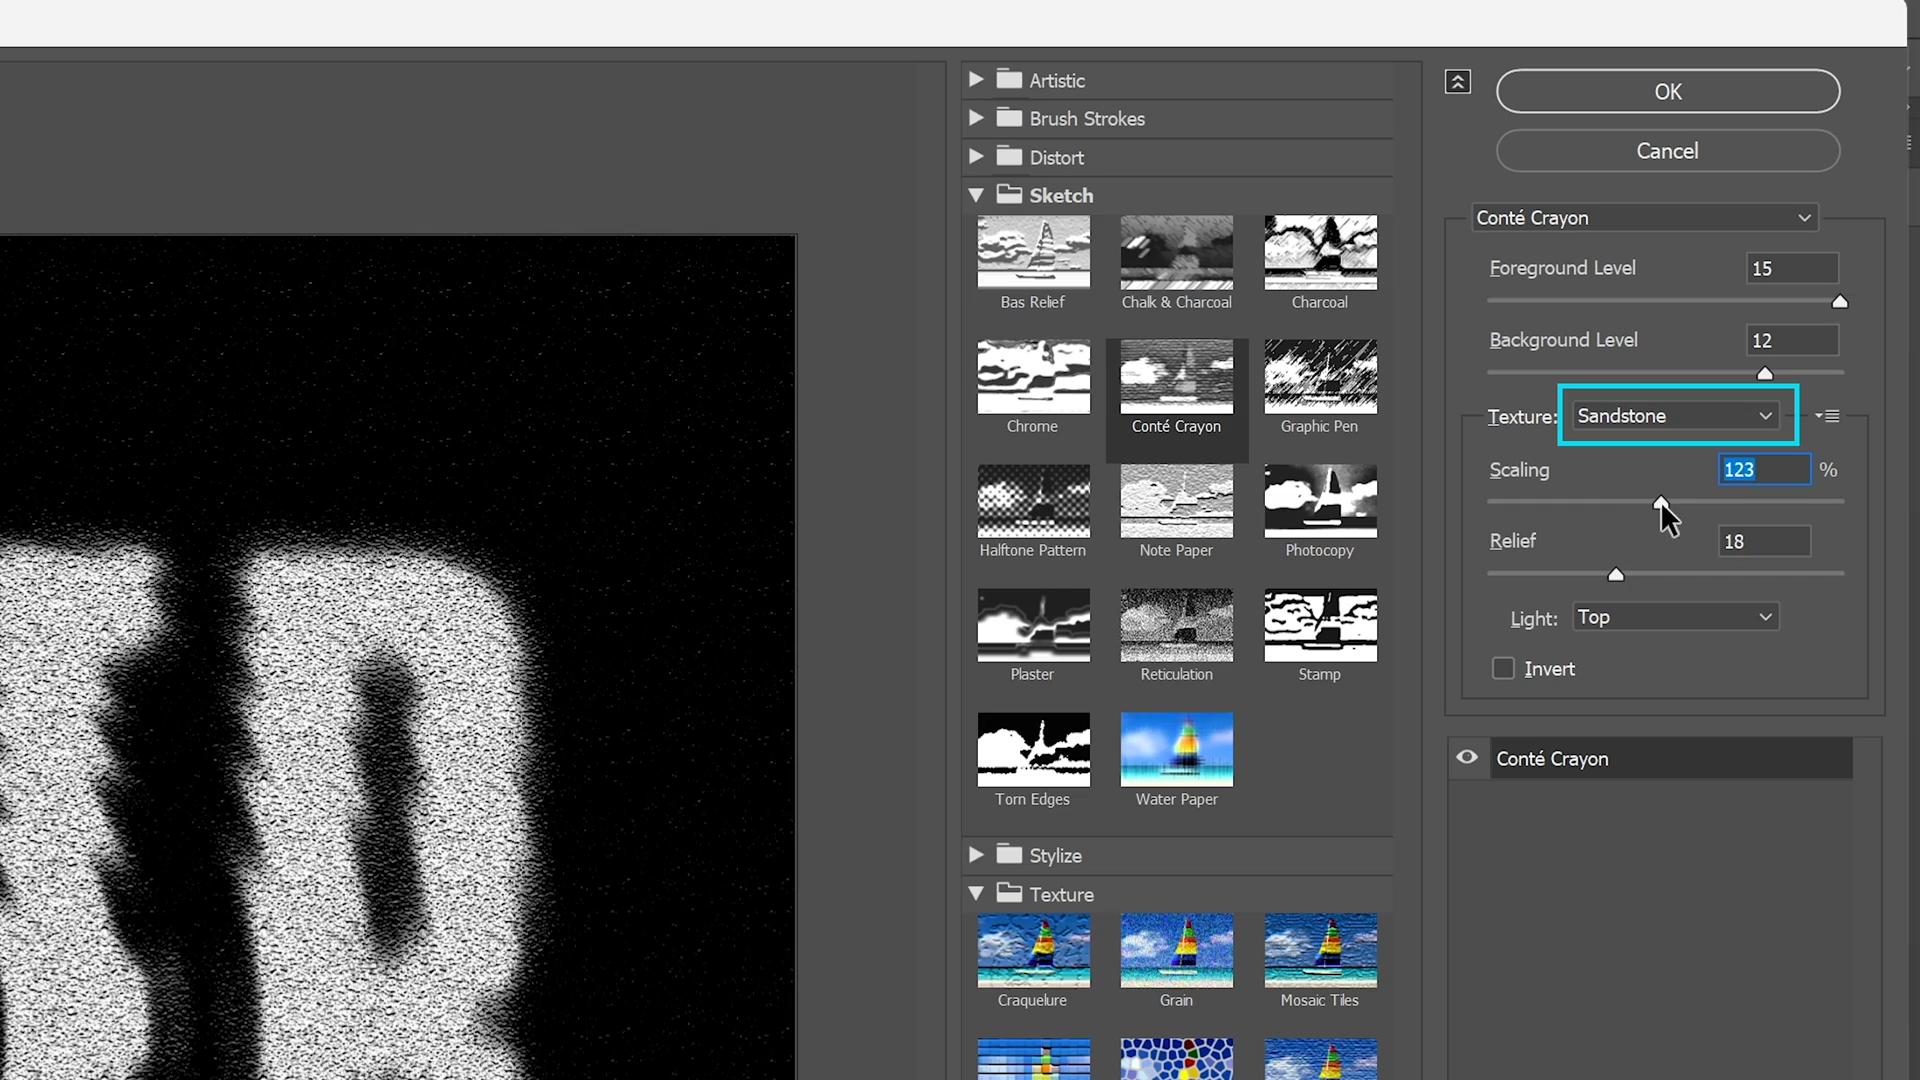 Artistic
Brush Strokes
Distort
Sketch
Bas Relief
Chalk & Charcoal
Charcoal
Chrome
Conté Crayon
Graphic Pen
Halftone Pattern
Note Paper
Photocopy
Plaster
Reticulation
Stamp
Torn Edges
Water Paper
Stylize
Texture
Craquelure
Grain
Mosaic Tiles
OK
Cancel
Conté Crayon
Foreground Level 15
Background Level 12
Texture: Sandstone
Scaling 123 %
Relief 18
Light: Top
Invert
Conté Crayon